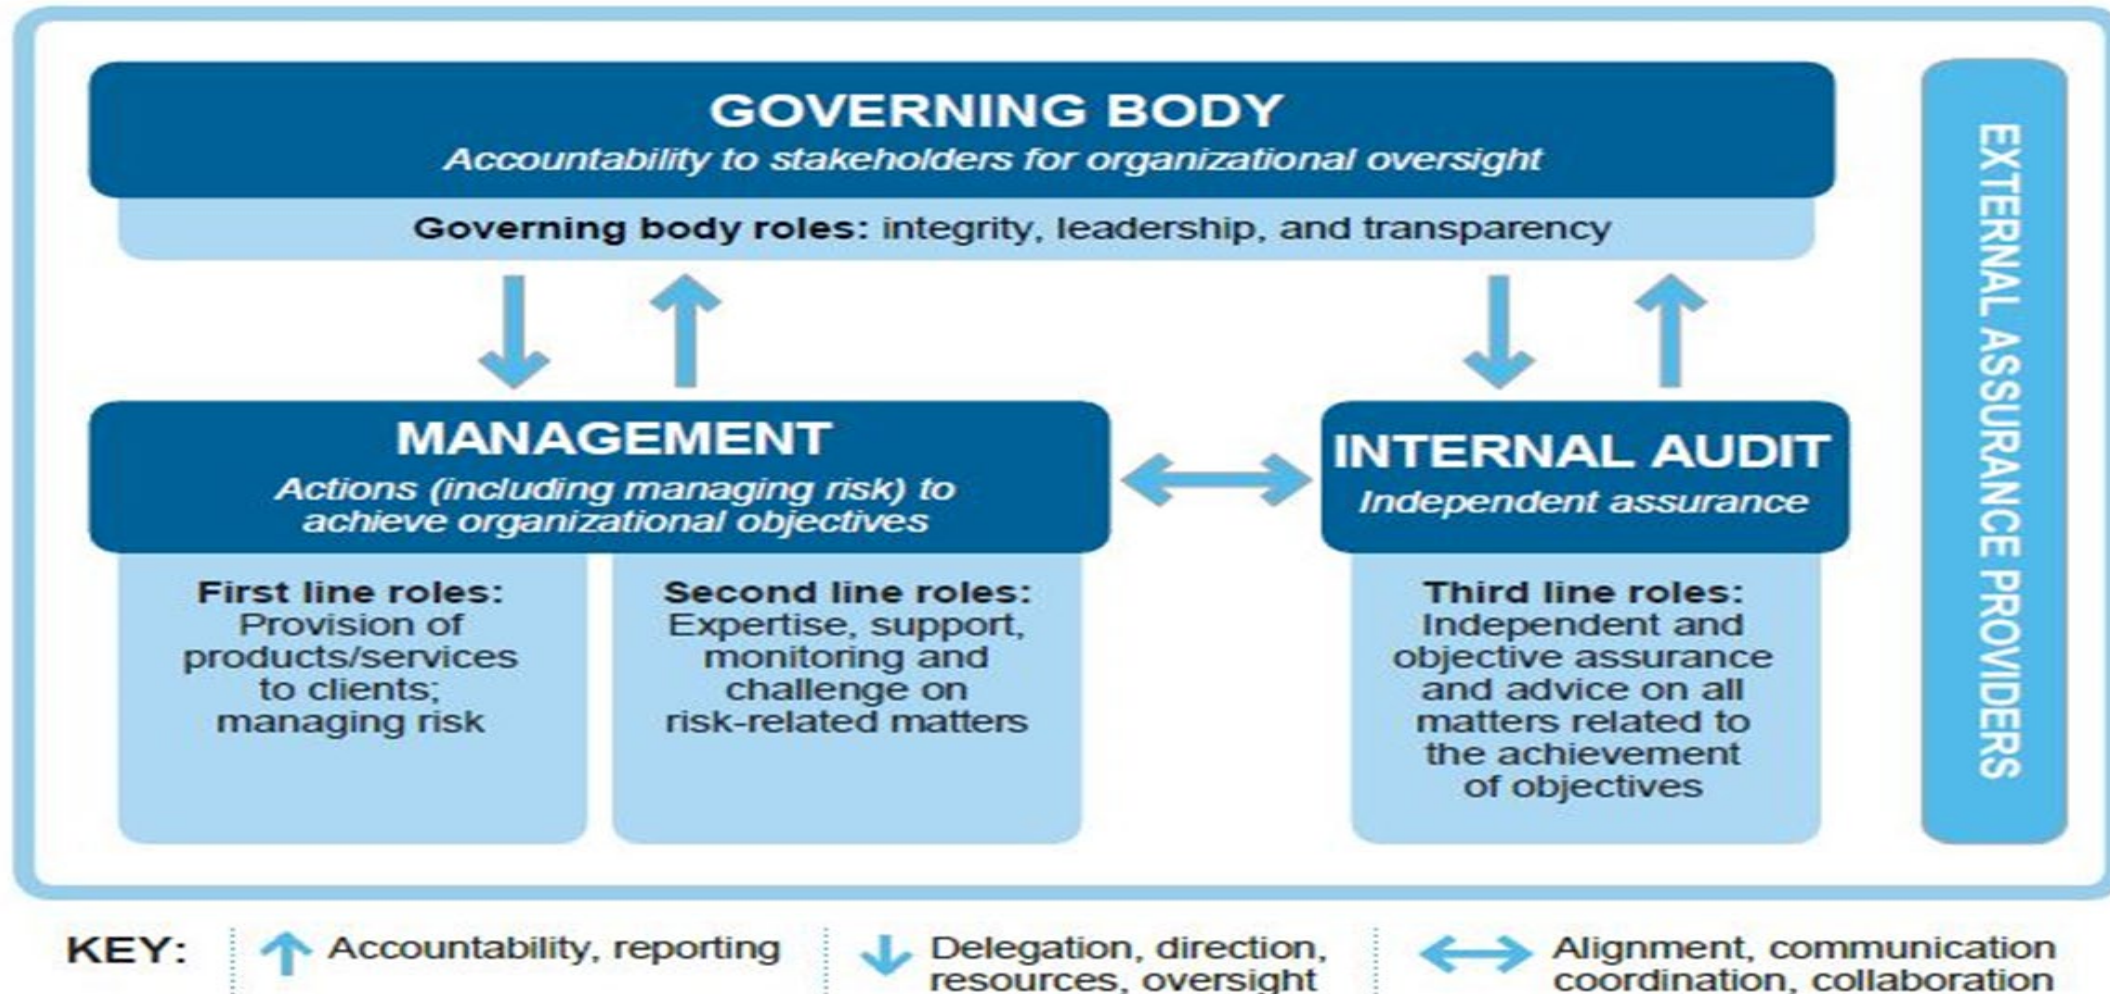 GOVERNING BODY
Accountability to stakeholders for organizational oversight
Governing body roles: integrity, leadership, and transparency
MANAGEMENT
Actions (including managing risk) to
achieve organizational objectives
First line roles:
Provision of
products/services
to clients;
managing risk
Second line roles:
Expertise, support,
monitoring and
challenge on
risk-related matters
INTERNAL AUDIT
Independent assurance
Third line roles:
Independent and
objective assurance
and advice on all
matters related to
the achievement
of objectives
EXTERNAL ASSURANCE PROVIDERS
KEY:
Accountability, reporting
Delegation, direction,
resources, oversight
Alignment, communication
coordination, collaboration